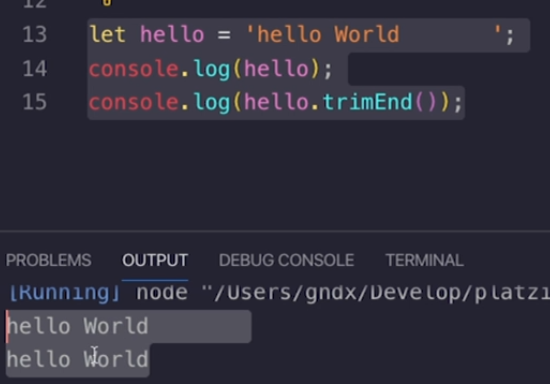 12
13 let hello = 'hello World       ';
14 console.log(hello);
15 console.log(hello.trimEnd());
PROBLEMS OUTPUT DEBUG CONSOLE TERMINAL
[Running] node "/Users/gndx/Develop/platzi
hello World
hello World